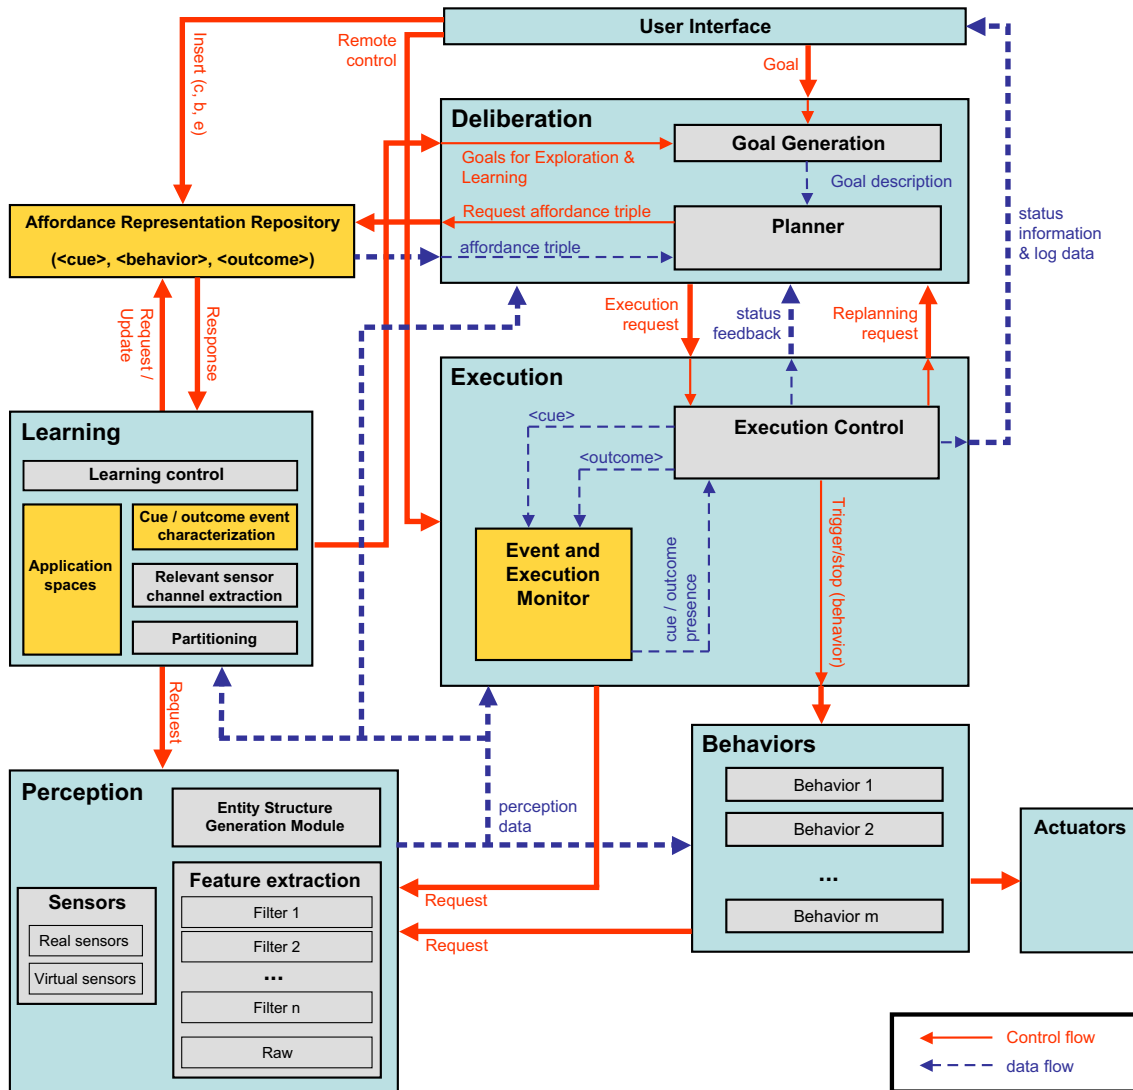 User Interface
Insert (c, b, e)
Remote
control
Goal
Deliberation
Goal Generation
Goals for Exploration &
Learning
Goal description
Request affordance triple
Planner
affordance triple
status
information
& log data
Affordance Representation Repository
(<cue>, <behavior>, <outcome>)
Request /
Update
Response
Execution
request
status
feedback
Replanning
request
Execution
Execution Control
<cue>
<outcome>
Event and
Execution
Monitor
cue / outcome
presence
Trigger/stop (behavior)
Learning
Learning control
Application
spaces
Cue / outcome event
characterization
Relevant sensor
channel extraction
Partitioning
Request
Perception
Entity Structure
Generation Module
perception
data
Feature extraction
Filter 1
Filter 2
...
Filter n
Raw
Sensors
Real sensors
Virtual sensors
Request
Request
Behaviors
Behavior 1
Behavior 2
...
Behavior m
Actuators
Control flow
data flow